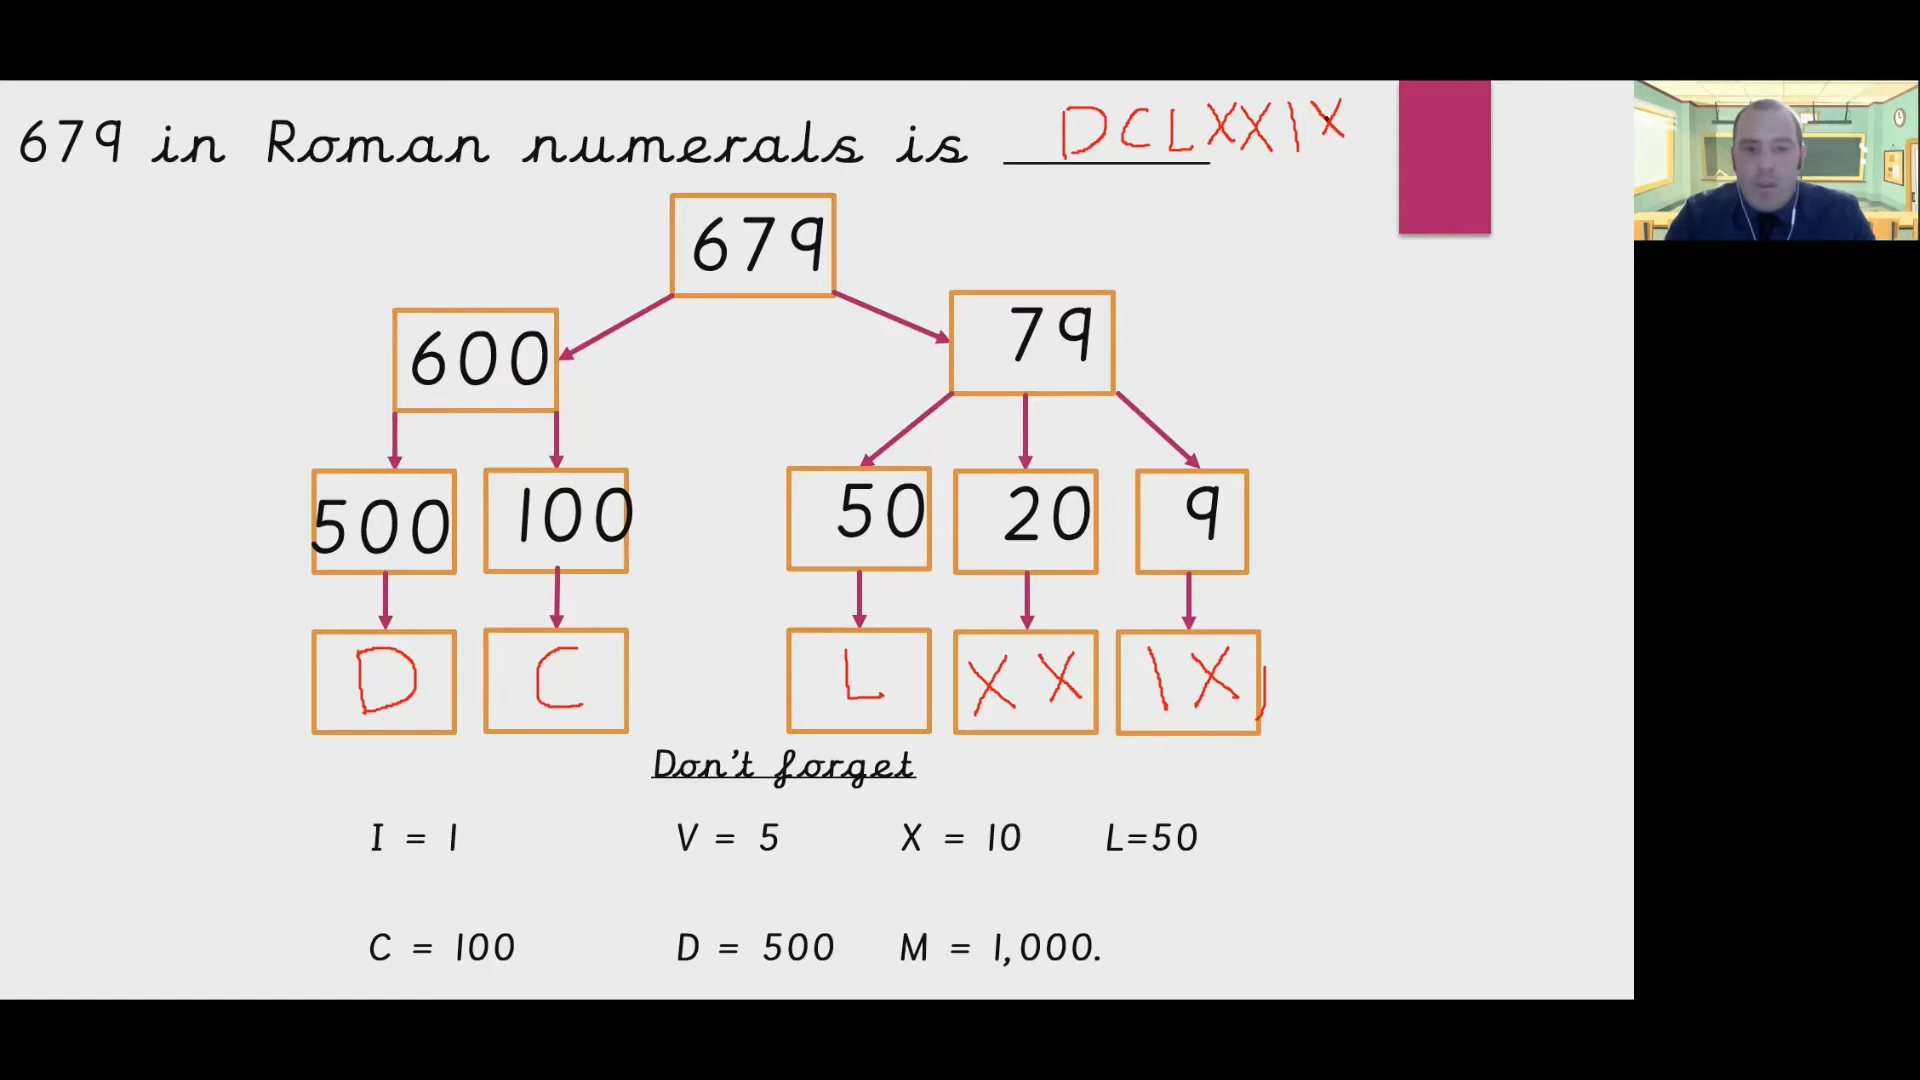 679 in Roman numerals is DCLXXIX
679
600 79
500 100 50 20 9
D C L XX IX
Don't forget
I = 1 V = 5 X = 10 L=50
C = 100 D = 500 M = 1,000.